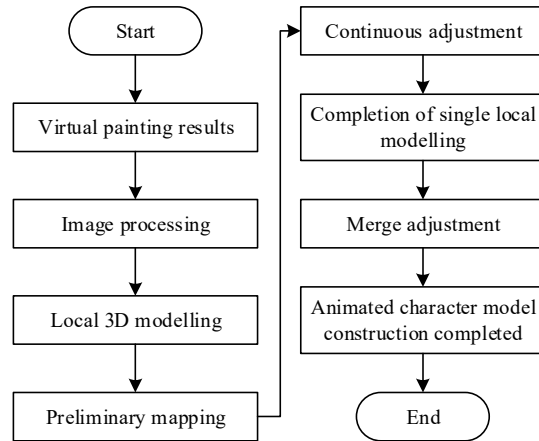 Start
Virtual painting results
Image processing
Local 3D modelling
Preliminary mapping
Continuous adjustment
Completion of single local
modelling
Merge adjustment
Animated character model
construction completed
End